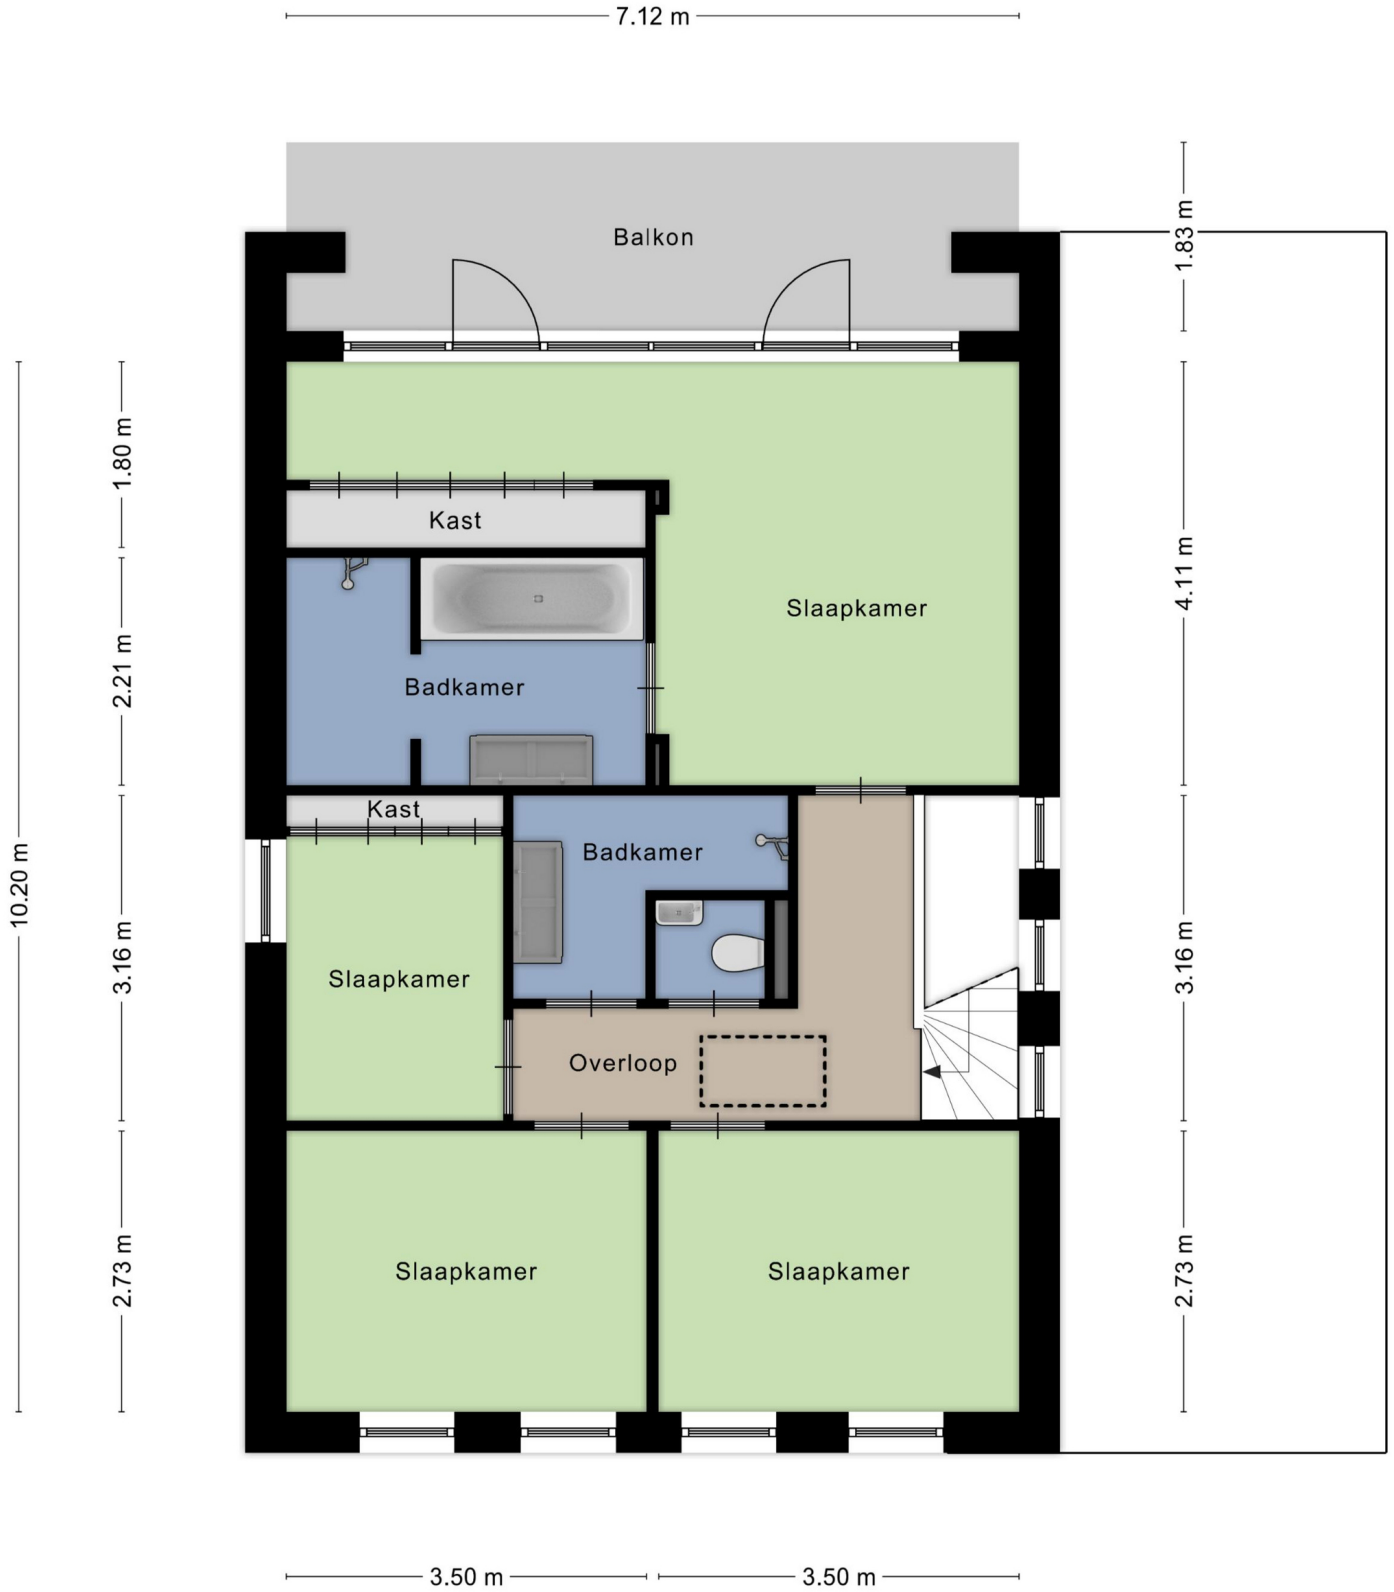 7.12 m
Balkon
1.83 m
1.80 m
Kast
4.11 m
Slaapkamer
2.21 m
Badkamer
Kast
Badkamer
10.20 m
3.16 m
Slaapkamer
3.16 m
Overloop
2.73 m
Slaapkamer
Slaapkamer
2.73 m
3.50 m
3.50 m